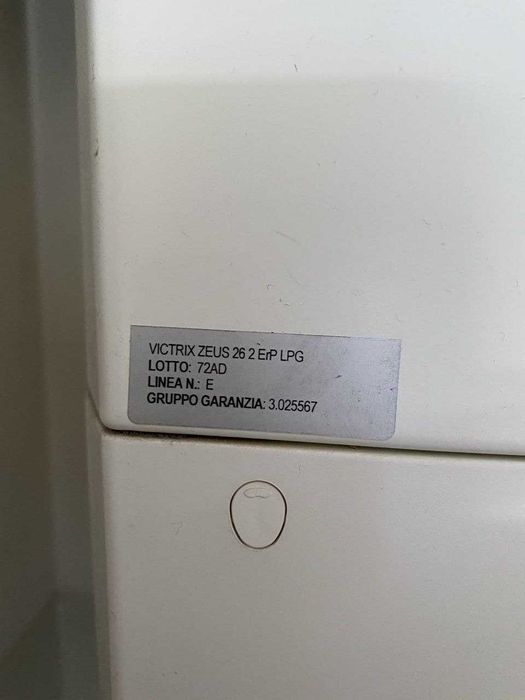 VICTRIX ZEUS 26 2 ErP LPG
LOTTO: 72AD
LINEA N.: E
GRUPPO GARANZIA: 3.025567